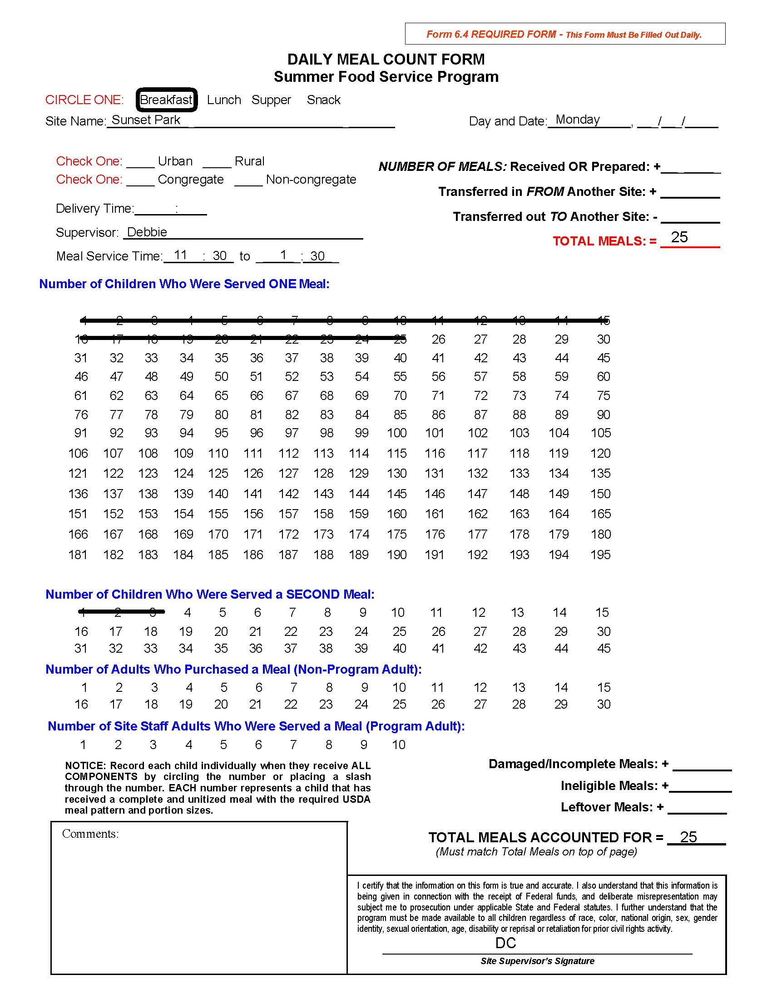 Form 6.4 REQUIRED FORM - This Form Must Be Filled Out Daily.
DAILY MEAL COUNT FORM
Summer Food Service Program
CIRCLE ONE: Breakfast Lunch Supper Snack
Site Name: Sunset Park Day and Date: Monday, / /
Check One: ____ Urban ____ Rural
NUMBER OF MEALS: Received OR Prepared: +
Check One: ____ Congregate ____ Non-congregate
Transferred in FROM Another Site: +
Delivery Time: :
Transferred out TO Another Site: -
Supervisor: Debbie
TOTAL MEALS: = 25
Meal Service Time: 11 : 30 to 1 : 30
Number of Children Who Were Served ONE Meal:
1 2 3 4 5 6 7 8 9 10 11 12 13 14 15
16 17 18 19 20 21 22 23 24 25 26 27 28 29 30
31 32 33 34 35 36 37 38 39 40 41 42 43 44 45
46 47 48 49 50 51 52 53 54 55 56 57 58 59 60
61 62 63 64 65 66 67 68 69 70 71 72 73 74 75
76 77 78 79 80 81 82 83 84 85 86 87 88 89 90
91 92 93 94 95 96 97 98 99 100 101 102 103 104 105
106 107 108 109 110 111 112 113 114 115 116 117 118 119 120
121 122 123 124 125 126 127 128 129 130 131 132 133 134 135
136 137 138 139 140 141 142 143 144 145 146 147 148 149 150
151 152 153 154 155 156 157 158 159 160 161 162 163 164 165
166 167 168 169 170 171 172 173 174 175 176 177 178 179 180
181 182 183 184 185 186 187 188 189 190 191 192 193 194 195
Number of Children Who Were Served a SECOND Meal:
1 2 3 4 5 6 7 8 9 10 11 12 13 14 15
16 17 18 19 20 21 22 23 24 25 26 27 28 29 30
31 32 33 34 35 36 37 38 39 40 41 42 43 44 45
Number of Adults Who Purchased a Meal (Non-Program Adult):
1 2 3 4 5 6 7 8 9 10 11 12 13 14 15
16 17 18 19 20 21 22 23 24 25 26 27 28 29 30
Number of Site Staff Adults Who Were Served a Meal (Program Adult):
1 2 3 4 5 6 7 8 9 10
NOTICE: Record each child individually when they receive ALL
COMPONENTS by circling the number or placing a slash
through the number. EACH number represents a child that has
received a complete and unitized meal with the required USDA
meal pattern and portion sizes.
Damaged/Incomplete Meals: +
Ineligible Meals: +
Leftover Meals: +
Comments:
TOTAL MEALS ACCOUNTED FOR = 25
(Must match Total Meals on top of page)
I certify that the information on this form is true and accurate. I also understand that this information is
being given in connection with the receipt of Federal funds, and deliberate misrepresentation may
subject me to prosecution under applicable State and Federal statutes. I further understand that the
program must be made available to all children regardless of race, color, national origin, sex, gender
identity, sexual orientation, age, disability or reprisal or retaliation for prior civil rights activity.
DC
Site Supervisor's Signature